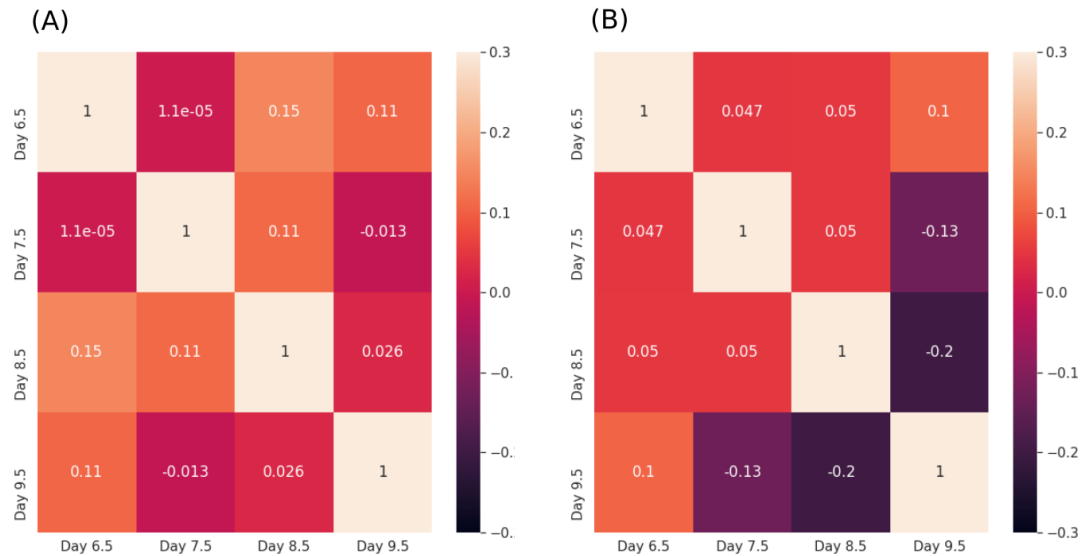 (A)
1 1.1e-05 0.15 0.11
1.1e-05 1 0.11 -0.013
0.15 0.11 1 0.026
0.11 -0.013 0.026 1
Day 6.5
Day 7.5
Day 8.5
Day 9.5
Day 6.5 Day 7.5 Day 8.5 Day 9.5
0.3
0.2
0.1
0.0
−0.
−0.
−0.
(B)
1 0.047 0.05 0.1
0.047 1 0.05 -0.13
0.05 0.05 1 -0.2
0.1 -0.13 -0.2 1
Day 6.5
Day 7.5
Day 8.5
Day 9.5
Day 6.5 Day 7.5 Day 8.5 Day 9.5
0.3
0.2
0.1
0.0
−0.1
−0.2
−0.3